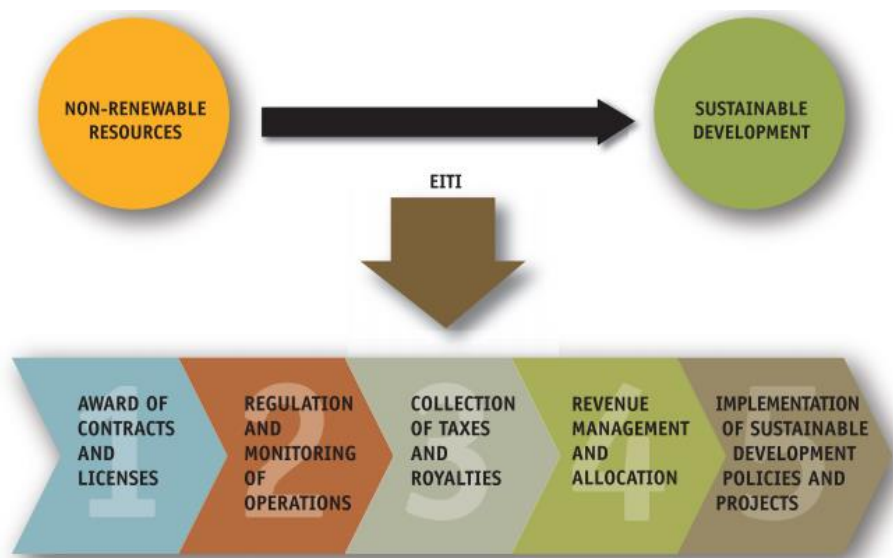 NON-RENEWABLE
RESOURCES
SUSTAINABLE
DEVELOPMENT
EITI
1
AWARD OF
CONTRACTS
AND
LICENSES
2
REGULATION
AND
MONITORING
OF
OPERATIONS
3
COLLECTION
OF TAXES
AND
ROYALTIES
4
REVENUE
MANAGEMENT
AND
ALLOCATION
5
IMPLEMENTATION
OF SUSTAINABLE
DEVELOPMENT
POLICIES AND
PROJECTS